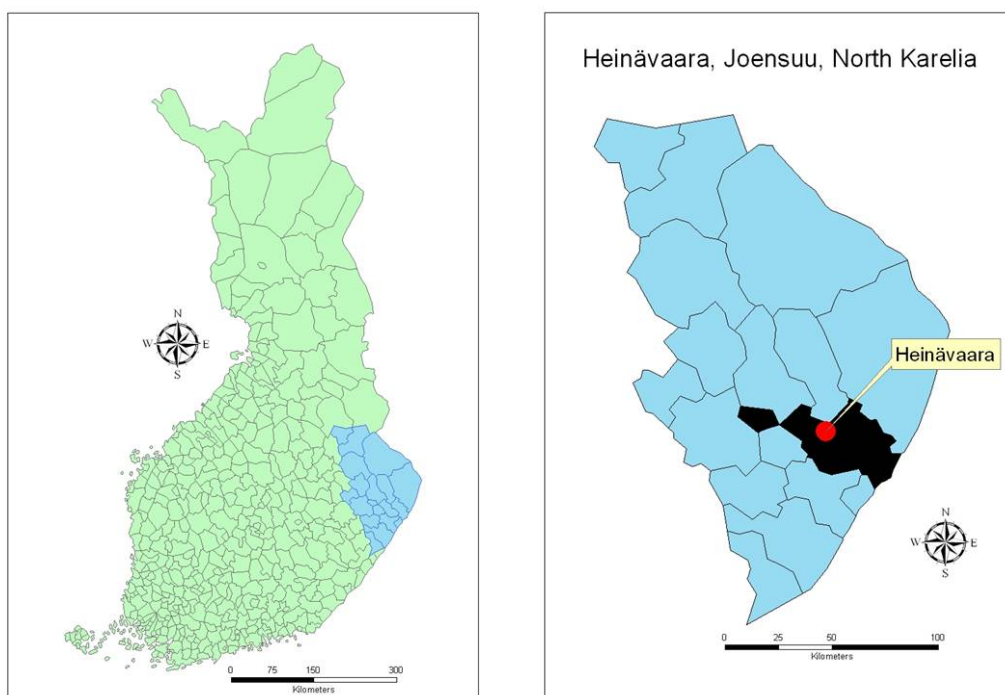 N
W E
S
0 75 150 300
Kilometers
Heinävaara, Joensuu, North Karelia
Heinävaara
N
W E
S
0 25 50 100
Kilometers